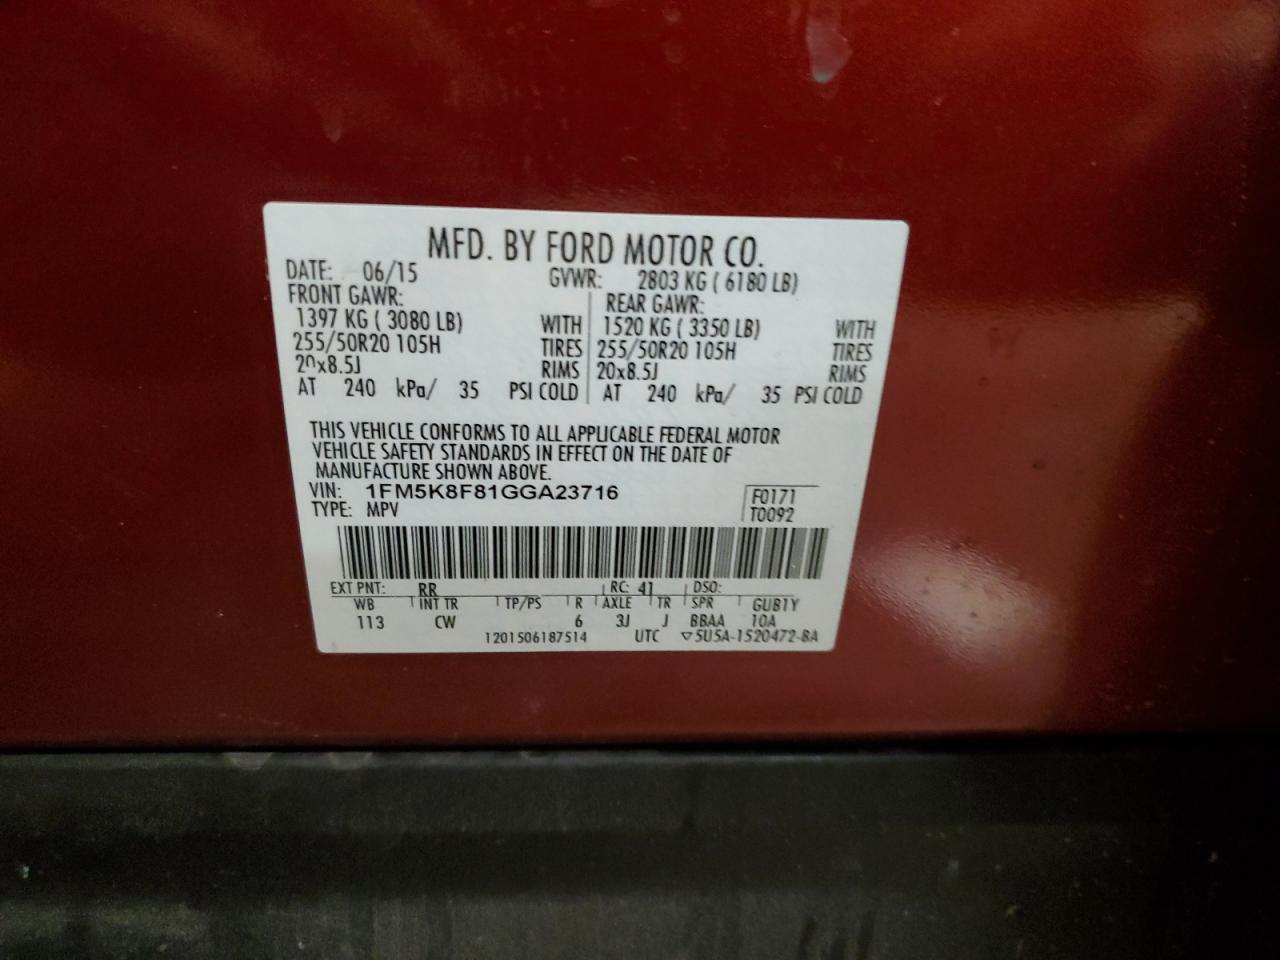 MFD. BY FORD MOTOR CO.
DATE: 06/15 GVWR: 2803 KG ( 6180 LB)
FRONT GAWR: REAR GAWR:
1397 KG ( 3080 LB) WITH 1520 KG ( 3350 LB) WITH
255/50R20 105H TIRES 255/50R20 105H TIRES
20x8.5J RIMS 20x8.5J RIMS
AT 240 kPa/ 35 PSI COLD AT 240 kPa/ 35 PSI COLD
THIS VEHICLE CONFORMS TO ALL APPLICABLE FEDERAL MOTOR
VEHICLE SAFETY STANDARDS IN EFFECT ON THE DATE OF
MANUFACTURE SHOWN ABOVE.
VIN: 1FM5K8F81GGA23716 F0171
TYPE: MPV T0092
EXT PNT: RR RC: 41 DSO:
WB INT TR TP/PS R AXLE TR SPR GUB1Y
113 CW 6 3J J BBAA 10A
1201506187514 UTC ▽5U5A-1520472-BA